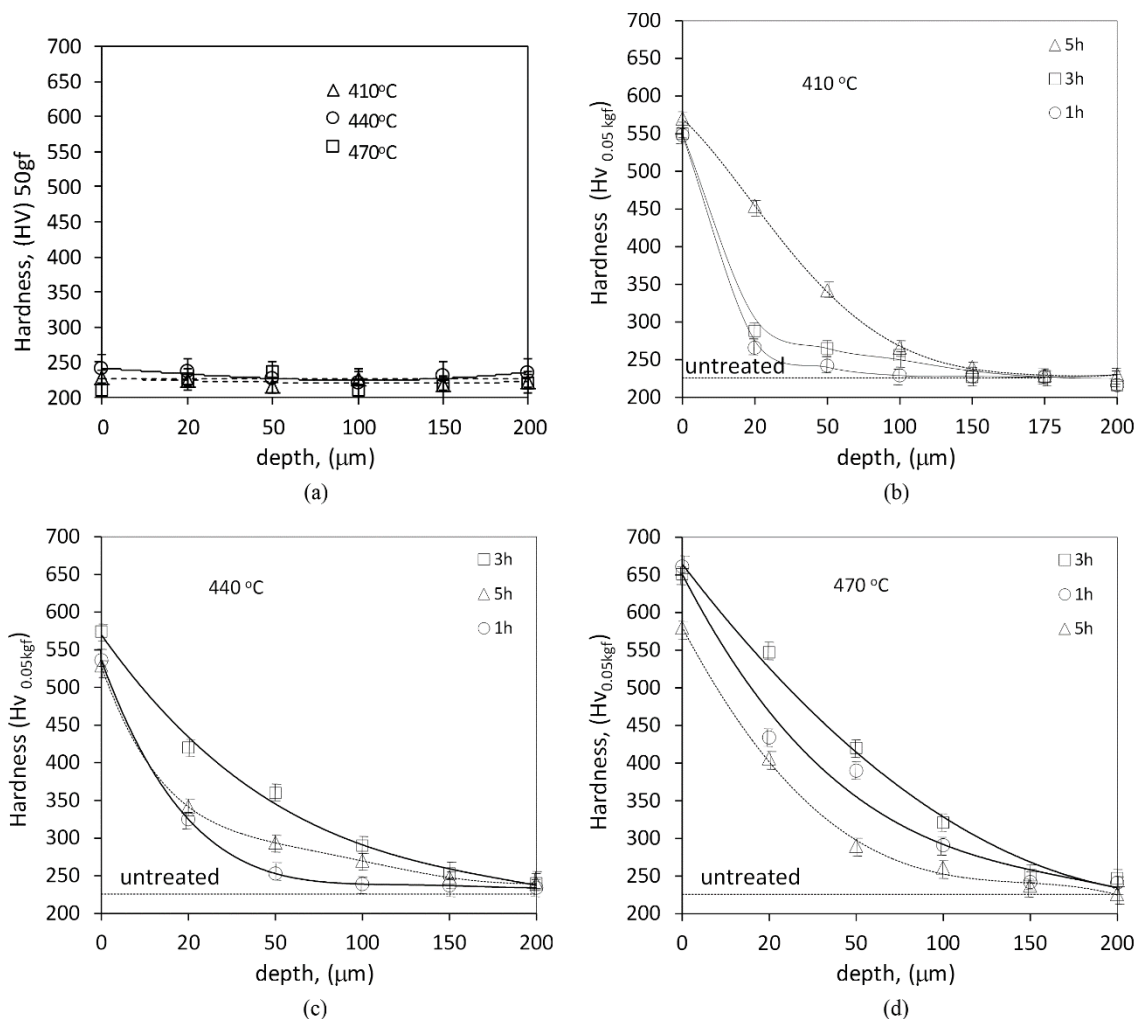 700
650
600
550
500
450
400
350
300
250
200
Hardness, (HV) 50gf
410°C
440°C
470°C
0 20 50 100 150 200
depth, (μm)
(a)
700
650
600
550
500
450
400
350
300
250
200
Hardness (Hv 0.05 kgf)
410 °C
5h
3h
1h
untreated
0 20 50 100 150 175 200
depth, (μm)
(b)
700
650
600
550
500
450
400
350
300
250
200
Hardness (Hv 0.05kgf)
440 °C
3h
5h
1h
untreated
0 20 50 100 150 200
depth, (μm)
(c)
700
650
600
550
500
450
400
350
300
250
200
Hardness, (Hv0.05kgf)
470 °C
3h
1h
5h
untreated
0 20 50 100 150 200
depth, (μm)
(d)